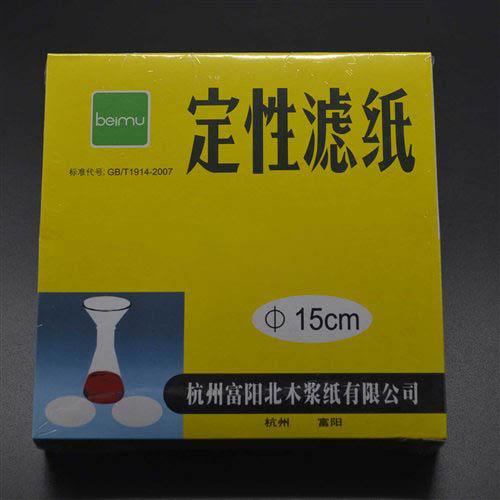 beimu
定性滤纸
标准代号: GB/T1914-2007
Φ 15cm
杭州富阳北木浆纸有限公司
杭州 富阳